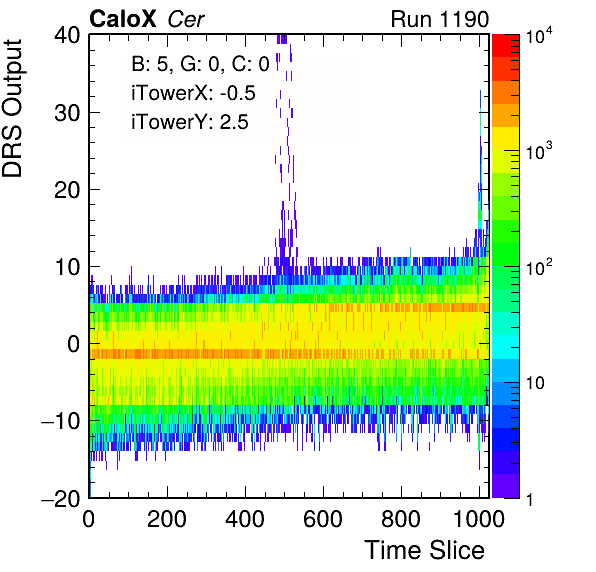 CaloX Cer Run 1190
DRS Output
B: 5, G: 0, C: 0
iTowerX: -0.5
iTowerY: 2.5
40
30
20
10
0
−10
−20
0 200 400 600 800 1000
Time Slice
10^4
10^3
10^2
10
1